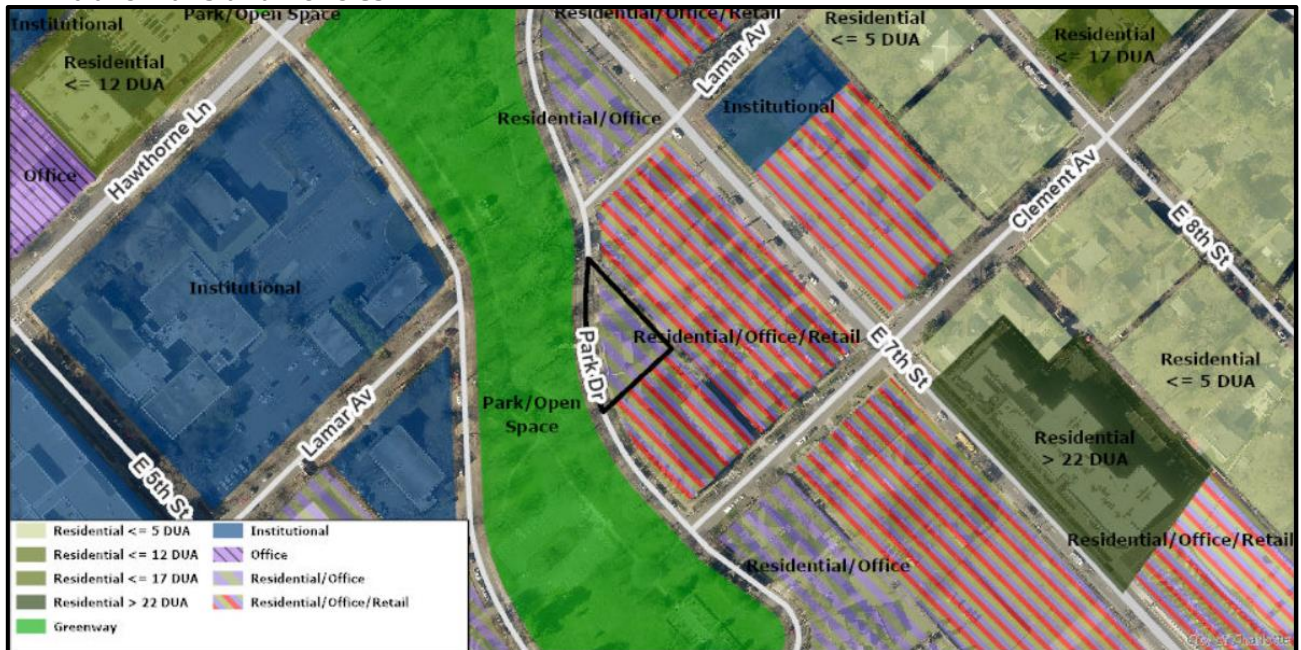 Park/Open Space
Residential/Office/Retail
Institutional
Residential
<= 5 DUA
Residential
<= 17 DUA
Residential
<= 12 DUA
Lamar Av
Hawthorne Ln
Residential/Office
Institutional
Office
Clement Av
E 8th St
Institutional
Park Dr
Residential/Office/Retail
E 7th St
Residential
<= 5 DUA
Park/Open
Space
Lamar Av
Residential
> 22 DUA
E 5th St
Residential/Office/Retail
Residential/Office
Residential <= 5 DUA
Institutional
Residential <= 12 DUA
Office
Residential <= 17 DUA
Residential/Office
Residential > 22 DUA
Residential/Office/Retail
Greenway